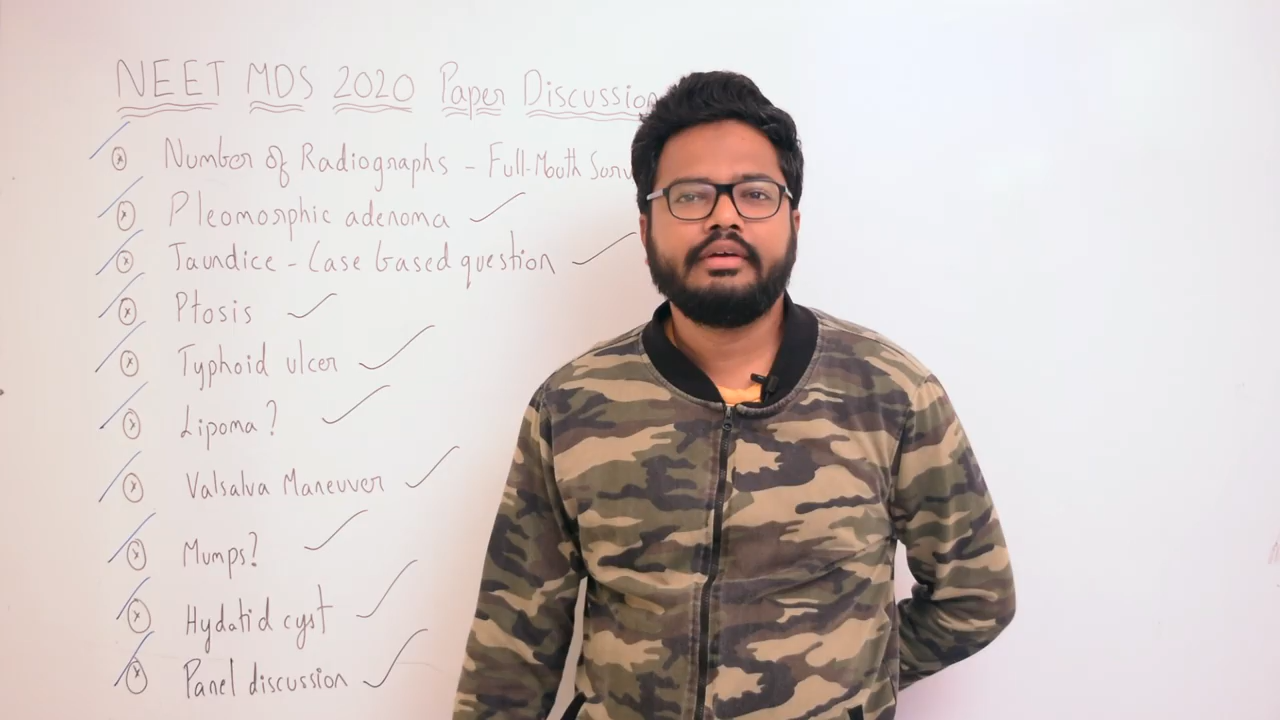 NEET MDS 2020 Paper Discussion
Number of Radiographs - Full-Mouth Surv
Pleomorphic adenoma
Jaundice - Case based question
Ptosis
Typhoid ulcer
Lipoma?
Valsalva Maneuver
Mumps?
Hydatid cyst
Panel discussion